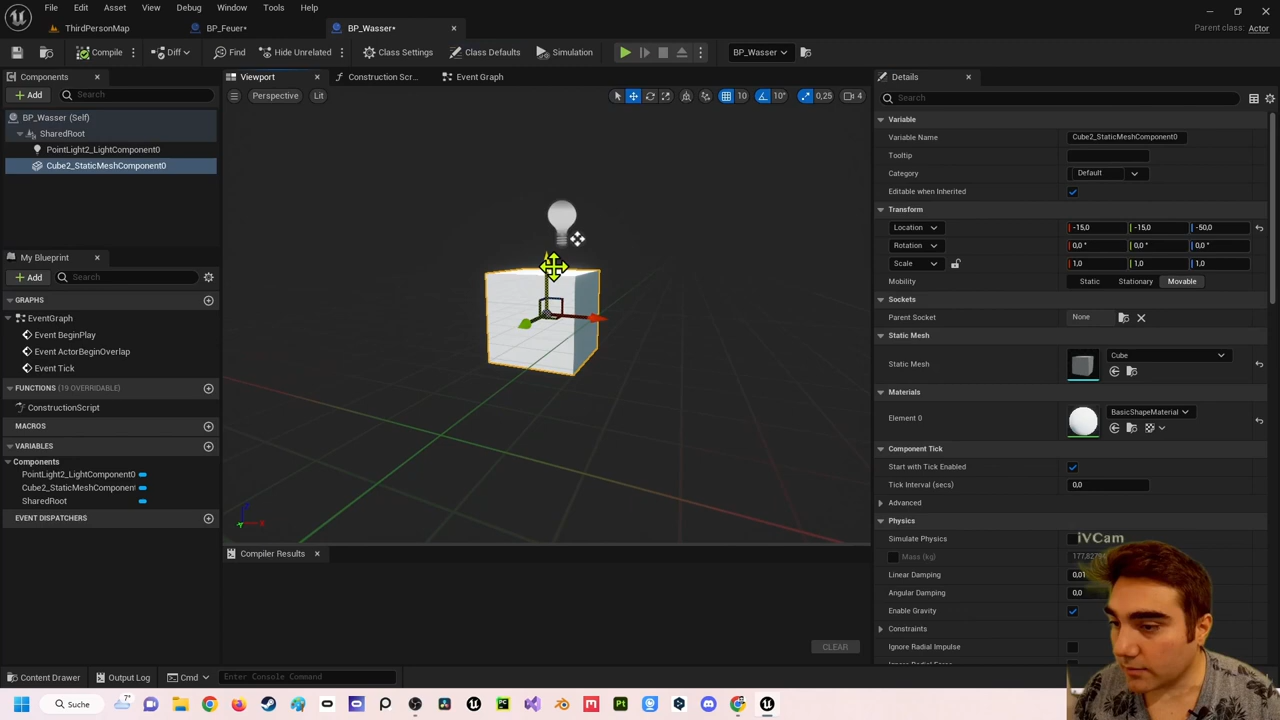 File Edit Asset View Debug Window Tools Help
ThirdPersonMap BP_Feuer* BP_Wasser*
Parent class: Actor
Compile Diff Find Hide Unrelated Class Settings Class Defaults Simulation BP_Wasser
Components
Add Search
BP_Wasser (Self)
SharedRoot
PointLight2_LightComponent0
Cube2_StaticMeshComponent0
My Blueprint
Add Search
GRAPHS
EventGraph
Event BeginPlay
Event ActorBeginOverlap
Event Tick
FUNCTIONS (19 OVERRIDABLE)
ConstructionScript
MACROS
VARIABLES
Components
PointLight2_LightComponent0
Cube2_StaticMeshComponent
SharedRoot
EVENT DISPATCHERS
Viewport Construction Scr... Event Graph
Perspective Lit 10 10° 0,25 4
Compiler Results
CLEAR
Details
Search
Variable
Variable Name Cube2_StaticMeshComponent0
Tooltip
Category Default
Editable when Inherited
Transform
Location -15,0 -15,0 -50,0
Rotation 0,0 ° 0,0 ° 0,0 °
Scale 1,0 1,0 1,0
Mobility Static Stationary Movable
Sockets
Parent Socket None
Static Mesh
Static Mesh Cube
Materials
Element 0 BasicShapeMaterial
Component Tick
Start with Tick Enabled
Tick Interval (secs) 0,0
Advanced
Physics
Simulate Physics
iVCam
Mass (kg)
Linear Damping 0,01
Angular Damping 0,0
Enable Gravity
Constraints
Ignore Radial Impulse
Content Drawer Output Log Cmd Enter Console Command
Suche 7°